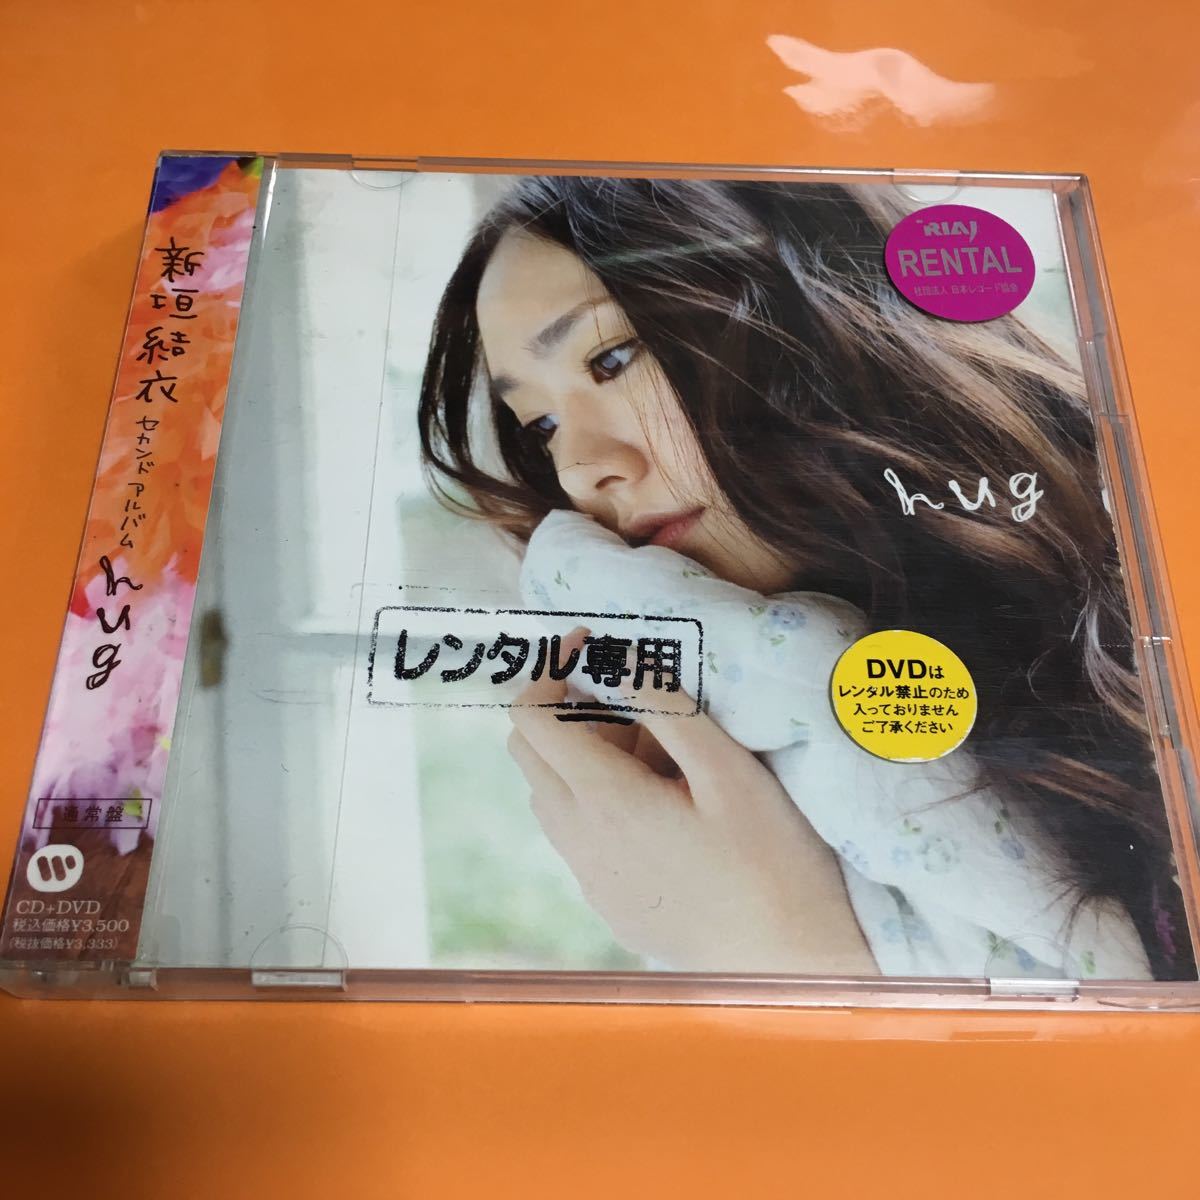 新垣結衣
セカンドアルバム
hug
通常盤
CD+DVD
税込価格¥3,500
(税抜価格¥3,333)
RIAJ
RENTAL
社団法人 日本レコード協会
hug
レンタル専用
DVDは
レンタル禁止のため
入っておりません
ご了承ください